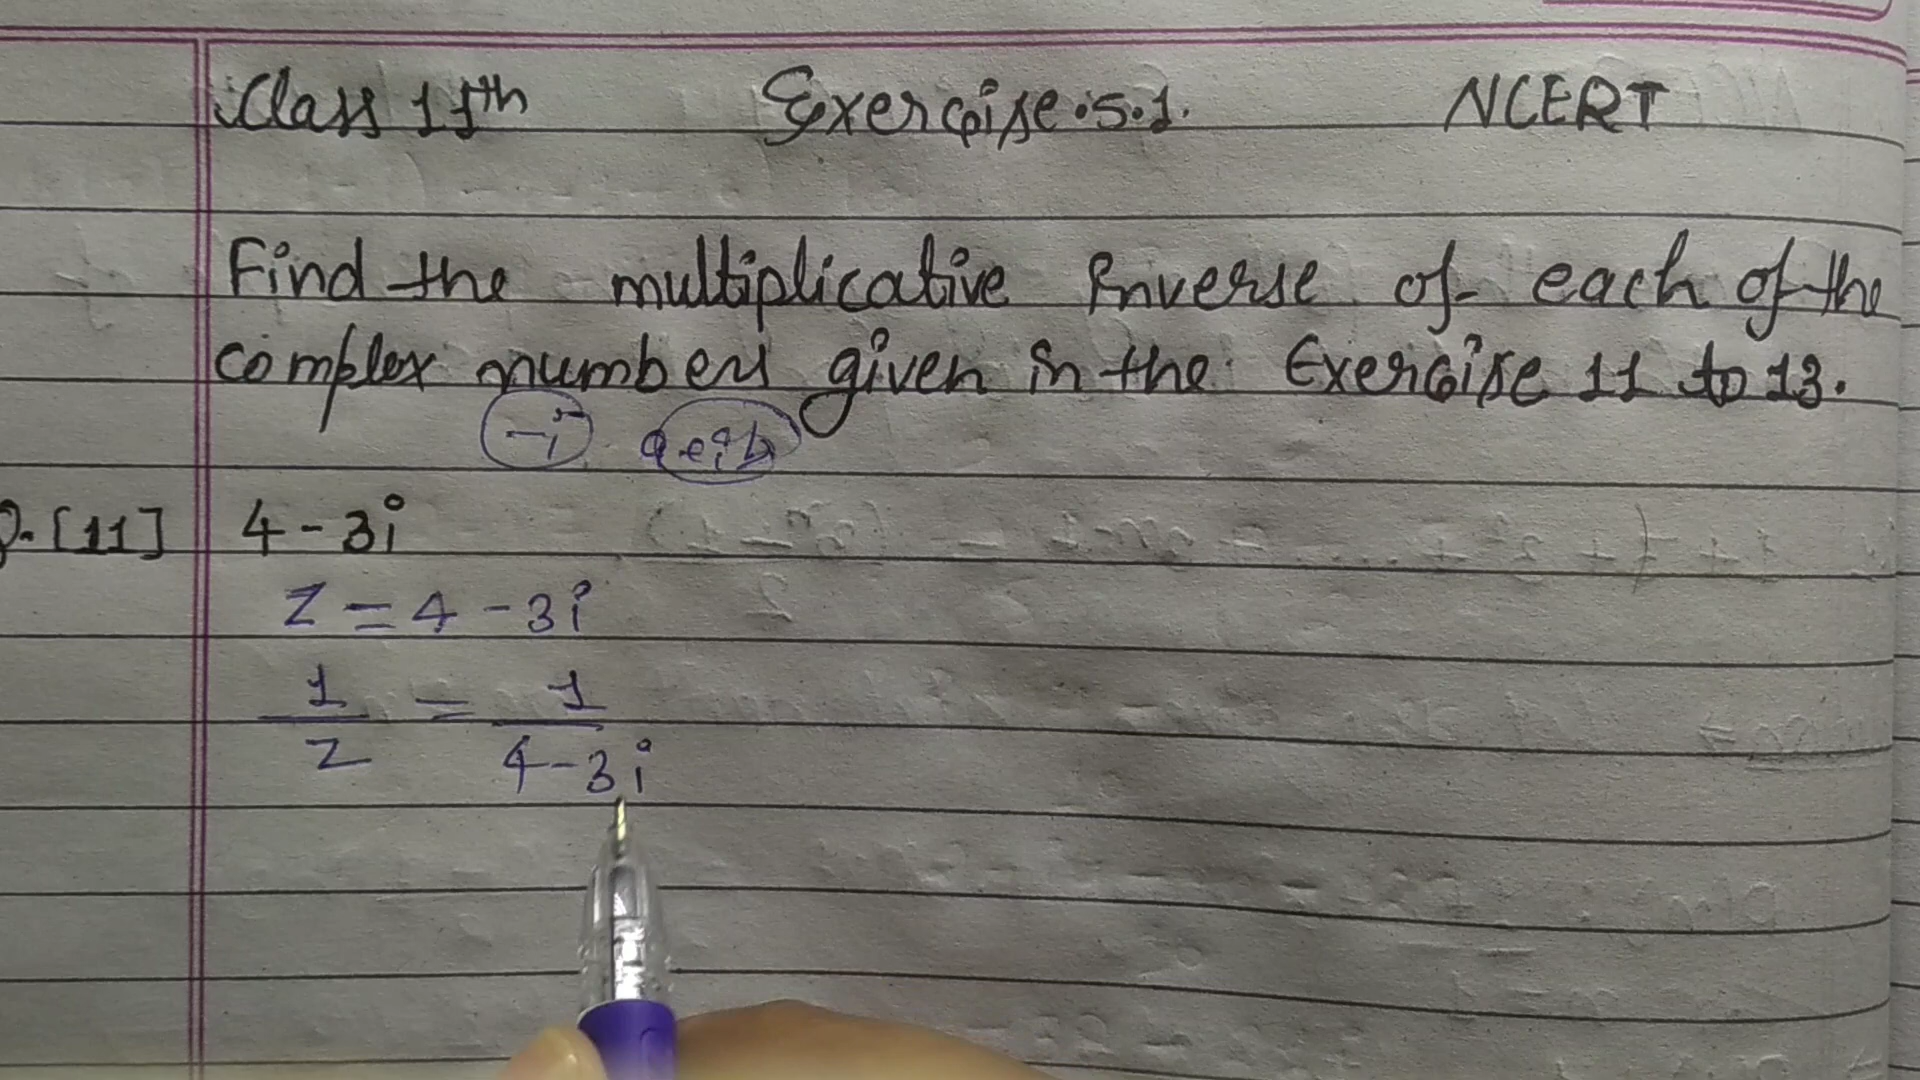 Class 11th Exercise.5.1. NCERT
Find the multiplicative inverse of each of the
complex numbers given in the Exercise 11 to 13.
-i
Q.[11] 4-3i
z = 4-3i
1/z = 1/4-3i